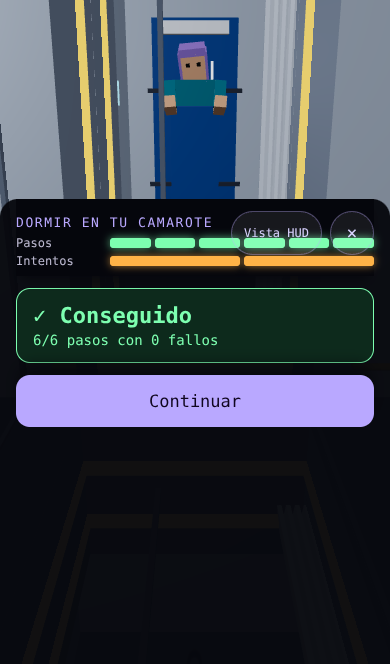 DORMIR EN TU CAMAROTE
Vista HUD
×
Pasos
Intentos
✓ Conseguido
6/6 pasos con 0 fallos
Continuar